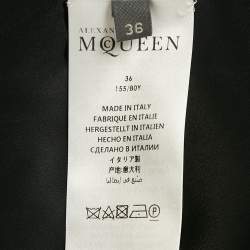 ALEXANDER
MCQUEEN
36
36
155/80Y
MADE IN ITALY
FABRIQUE EN ITALIE
HERGESTELLT IN ITALIEN
HECHO EN ITALIA
СДЕЛАНО В ИТАЛИИ
イタリア製
产地:意大利
صنع في إيطاليا
P